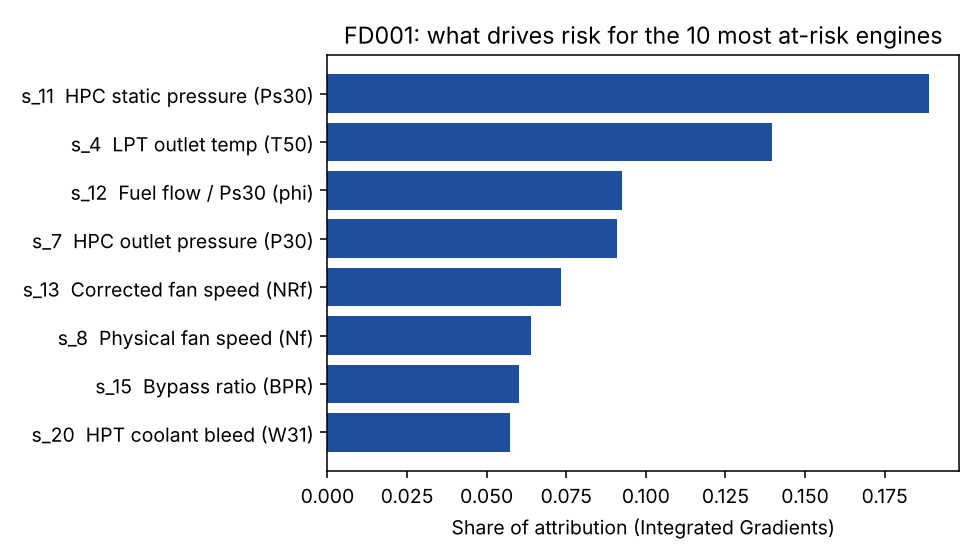 FD001: what drives risk for the 10 most at-risk engines
s_11 HPC static pressure (Ps30)
s_4 LPT outlet temp (T50)
s_12 Fuel flow / Ps30 (phi)
s_7 HPC outlet pressure (P30)
s_13 Corrected fan speed (NRf)
s_8 Physical fan speed (Nf)
s_15 Bypass ratio (BPR)
s_20 HPT coolant bleed (W31)
0.000 0.025 0.050 0.075 0.100 0.125 0.150 0.175
Share of attribution (Integrated Gradients)